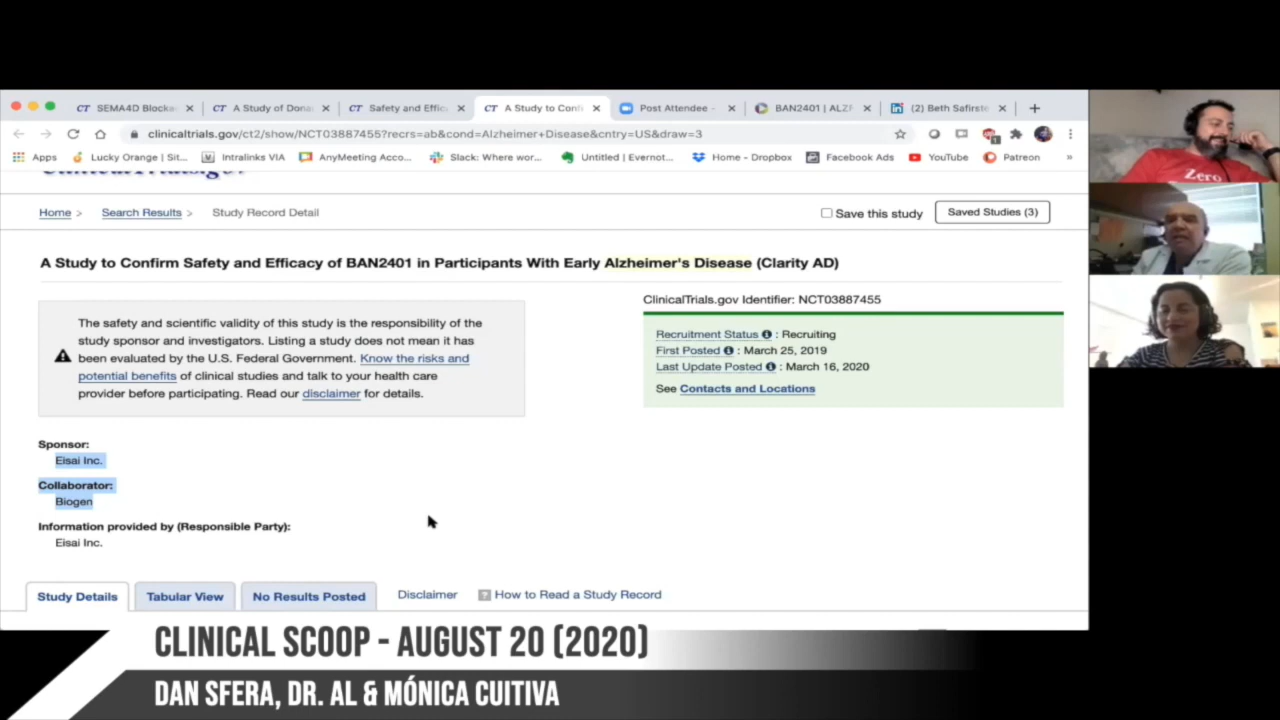 CT SEMA4D Blocka
CT A Study of Dona
CT Safety and Effic
CT A Study to Confi
Post Attendee -
BAN2401 | ALZF
(2) Beth Safirste
clinicaltrials.gov/ct2/show/NCT03887455?recrs=ab&cond=Alzheimer+Disease&cntry=US&draw=3
Apps
Lucky Orange | Sit...
Intralinks VIA
AnyMeeting Acco...
Slack: Where wor...
Untitled | Evernot...
Home - Dropbox
Facebook Ads
YouTube
Patreon
»
ClinicalTrials.gov
Home >
Search Results >
Study Record Detail
Save this study
Saved Studies (3)
A Study to Confirm Safety and Efficacy of BAN2401 in Participants With Early Alzheimer's Disease (Clarity AD)
The safety and scientific validity of this study is the responsibility of the
study sponsor and investigators. Listing a study does not mean it has
been evaluated by the U.S. Federal Government. Know the risks and
potential benefits of clinical studies and talk to your health care
provider before participating. Read our disclaimer for details.
ClinicalTrials.gov Identifier: NCT03887455
Recruitment Status : Recruiting
First Posted : March 25, 2019
Last Update Posted : March 16, 2020
See Contacts and Locations
Sponsor:
Eisai Inc.
Collaborator:
Biogen
Information provided by (Responsible Party):
Eisai Inc.
Study Details
Tabular View
No Results Posted
Disclaimer
? How to Read a Study Record
Zero
CLINICAL SCOOP - AUGUST 20 (2020)
DAN SFERA, DR. AL & MÓNICA CUITIVA